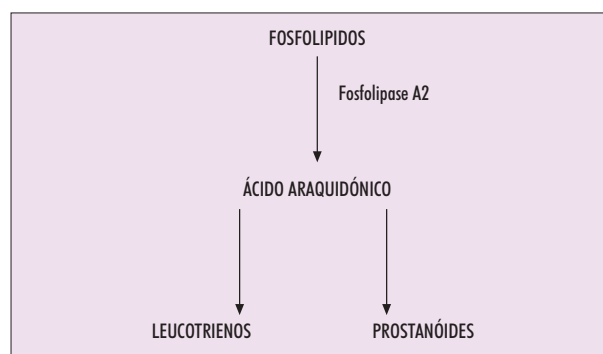 FOSFOLIPIDOS
Fosfolipase A2
ÁCIDO ARAQUIDÓNICO
LEUCOTRIENOS PROSTANÓIDES